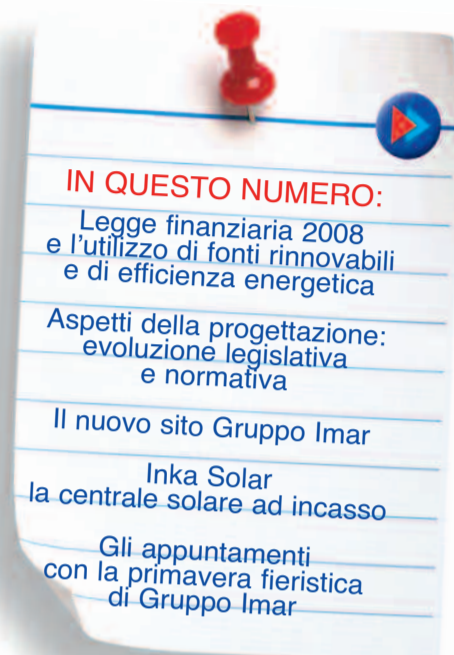 IN QUESTO NUMERO:
Legge finanziaria 2008
e l'utilizzo di fonti rinnovabili
e di efficienza energetica
Aspetti della progettazione:
evoluzione legislativa
e normativa
Il nuovo sito Gruppo Imar
Inka Solar
la centrale solare ad incasso
Gli appuntamenti
con la primavera fieristica
di Gruppo Imar